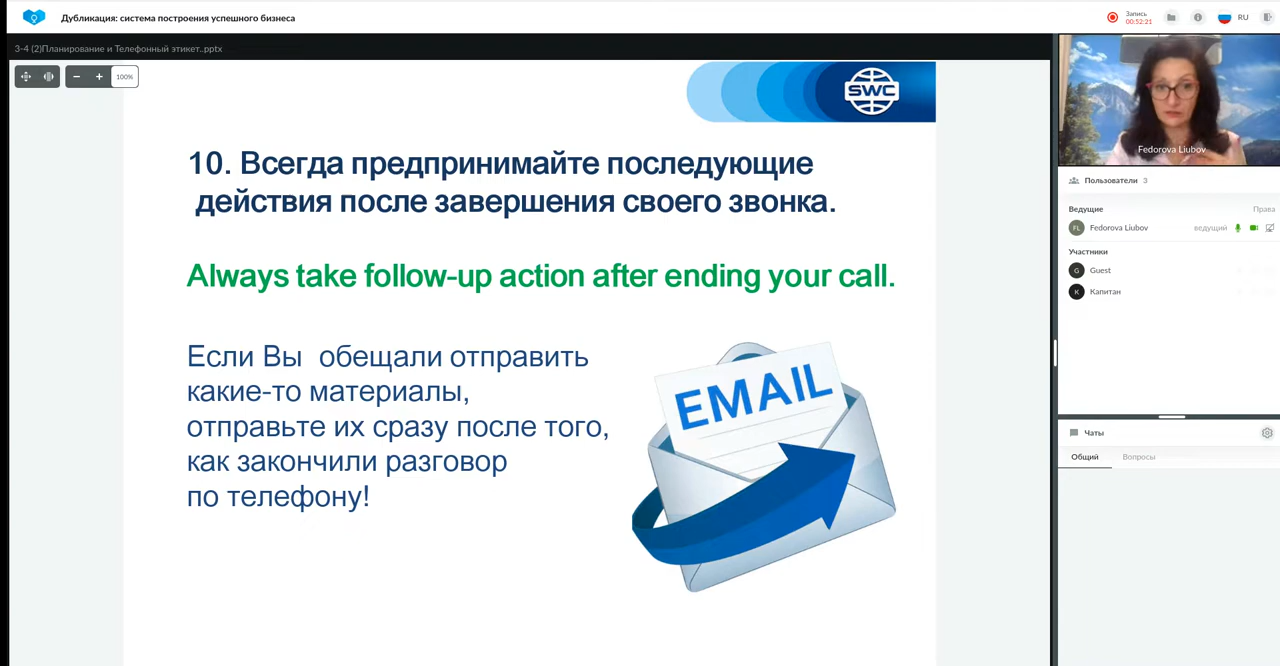 Дубликация: система построения успешного бизнеса
Запись
00:52:21
RU
3-4 (2)Планирование и Телефонный этикет..pptx
100%
SWC
10. Всегда предпринимайте последующие
действия после завершения своего звонка.
Always take follow-up action after ending your call.
Если Вы обещали отправить
какие-то материалы,
отправьте их сразу после того,
как закончили разговор
по телефону!
EMAIL
Fedorova Liubov
Пользователи 3
Ведущие Права
FL Fedorova Liubov ведущий
Участники
G Guest
К Капитан
Чаты
Общий Вопросы